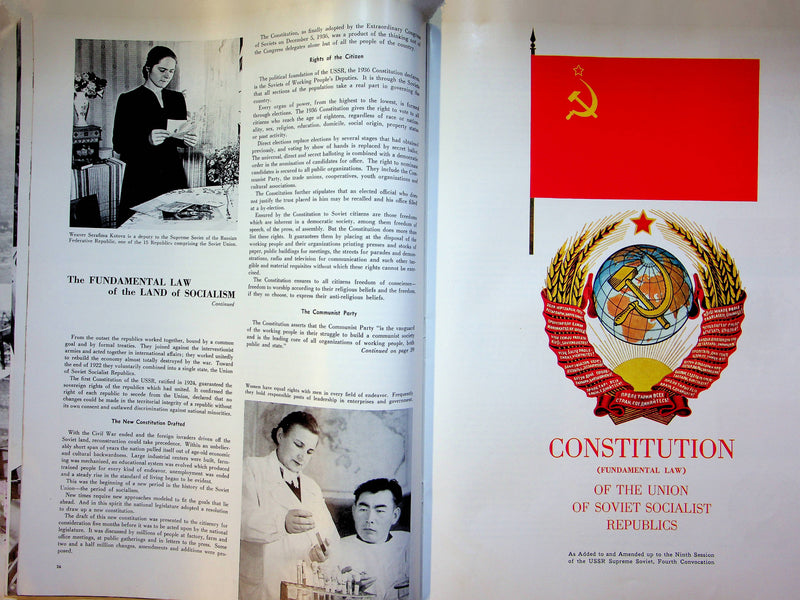 Weaver Serafima Kotova is a deputy to the Supreme Soviet of the Russian
Federative Republic, one of the 15 Republics comprising the Soviet Union.
The FUNDAMENTAL LAW
of the LAND of SOCIALISM
Continued
From the outset the republics worked together, bound by a common
goal and by formal treaties. They joined against the interventionist
armies and acted together in international affairs; they worked unitedly
to rebuild the economy almost totally destroyed by the war. Toward
the end of 1922 they voluntarily combined into a single state, the Union
of Soviet Socialist Republics.
The first Constitution of the USSR, ratified in 1924, guaranteed the
sovereign rights of the republics which had united. It confirmed the
right of each republic to secede from the Union, declared that no
changes could be made in the territorial integrity of a republic without
its own consent and outlawed discrimination against national minorities.
The New Constitution Drafted
With the Civil War ended and the foreign invaders driven off the
Soviet land, reconstruction could take precedence. Within an unbeliev-
ably short span of years the nation pulled itself out of age-old economic
and cultural backwardness. Large industrial centers were built, farm-
ing was mechanized, an educational system was evolved which produced
trained people for every kind of endeavor, unemployment was ended
and a steady rise in the standard of living began to be evident.
This was the beginning of a new period in the history of the Soviet
Union—the period of socialism.
New times require new approaches modeled to fit the goals that lie
ahead. And in this spirit the national legislature adopted a resolution
to draw up a new constitution.
The draft of this new constitution was presented to the citizenry for
consideration five months before it was to be acted upon by the national
legislature. It was discussed by millions of people at factory, farm and
office meetings, at public gatherings and in letters to the press. Some
two and a half million changes, amendments and additions were pro-
posed.
The Constitution, as finally adopted by the Extraordinary Congress
of Soviets on December 5, 1936, was a product of the thinking not of
the Congress delegates alone but of all the people of the country.
Rights of the Citizen
The political foundation of the USSR, the 1936 Constitution declares,
is the Soviets of Working People's Deputies. It is through the Soviets
that all sections of the population take a real part in governing the
country.
Every organ of power, from the highest to the lowest, is formed
through elections. The 1936 Constitution gives the right to vote to all
citizens who reach the age of eighteen, regardless of race or nation-
ality, sex, religion, education, domicile, social origin, property status
or past activity.
Direct elections replace elections by several stages that had obtained
previously, and voting by show of hands is replaced by secret ballot.
The universal, direct and secret balloting is combined with a democratic
order in the nomination of candidates for office. The right to nominate
candidates is secured to all public organizations. They include the Com-
munist Party, the trade unions, cooperatives, youth organizations and
cultural associations.
The Constitution further stipulates that an elected official who does
not justify the trust placed in him may be recalled and his office filled
at a by-election.
Ensured by the Constitution to Soviet citizens are those freedoms
which are inherent in a democratic society, among them freedom of
speech, of the press, of assembly. But the Constitution does more than
list these rights. It guarantees them by placing at the disposal of the
working people and their organizations printing presses and stocks of
paper, public buildings for meetings, the streets for parades and demon-
strations, radio and television for communication and such other tan-
gible and material requisites without which these rights cannot be exer-
cised.
The Constitution ensures to all citizens freedom of conscience—
freedom to worship according to their religious beliefs and the freedom,
if they so choose, to express their anti-religious beliefs.
The Communist Party
The Constitution asserts that the Communist Party "is the vanguard
of the working people in their struggle to build a communist society
and is the leading core of all organizations of working people, both
public and state."
Continued on page 59
Women have equal rights with men in every field of endeavor. Frequently
they hold responsible posts of leadership in enterprises and government.
ПРОЛЕТАРИИ ВСЕХ
СТРАН, СОЕДИНЯЙТЕСЬ!
CONSTITUTION
(FUNDAMENTAL LAW)
OF THE UNION
OF SOVIET SOCIALIST
REPUBLICS
As Added to and Amended up to the Ninth Session
of the USSR Supreme Soviet, Fourth Convocation